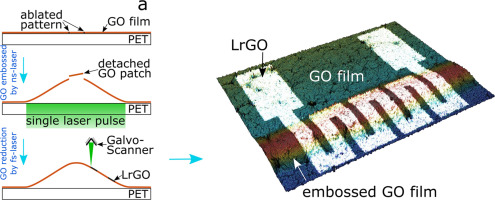 a
ablated
pattern
GO film
PET
GO embossed
by ns-laser
detached
GO patch
PET
single laser pulse
GO reduction
by fs-laser
Galvo-
Scanner
LrGO
PET
LrGO
GO film
embossed GO film